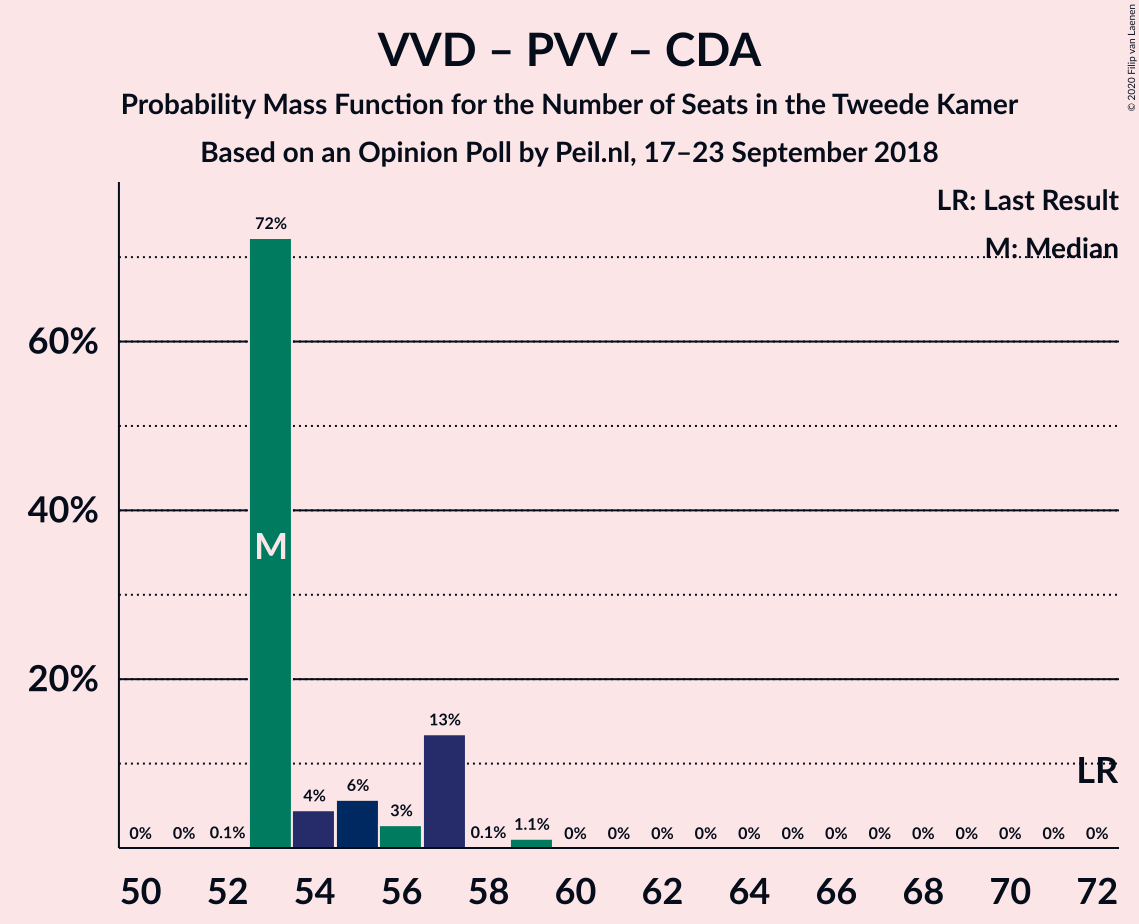 VVD – PVV – CDA
Probability Mass Function for the Number of Seats in the Tweede Kamer
Based on an Opinion Poll by Peil.nl, 17–23 September 2018
© 2020 Filip van Laenen
LR: Last Result
M: Median
60%
40%
20%
0% 0% 0.1% 72% 4% 6% 3% 13% 0.1% 1.1% 0% 0% 0% 0% 0% 0% 0% 0% 0% 0% 0% 0% 0%
M
LR
50 52 54 56 58 60 62 64 66 68 70 72